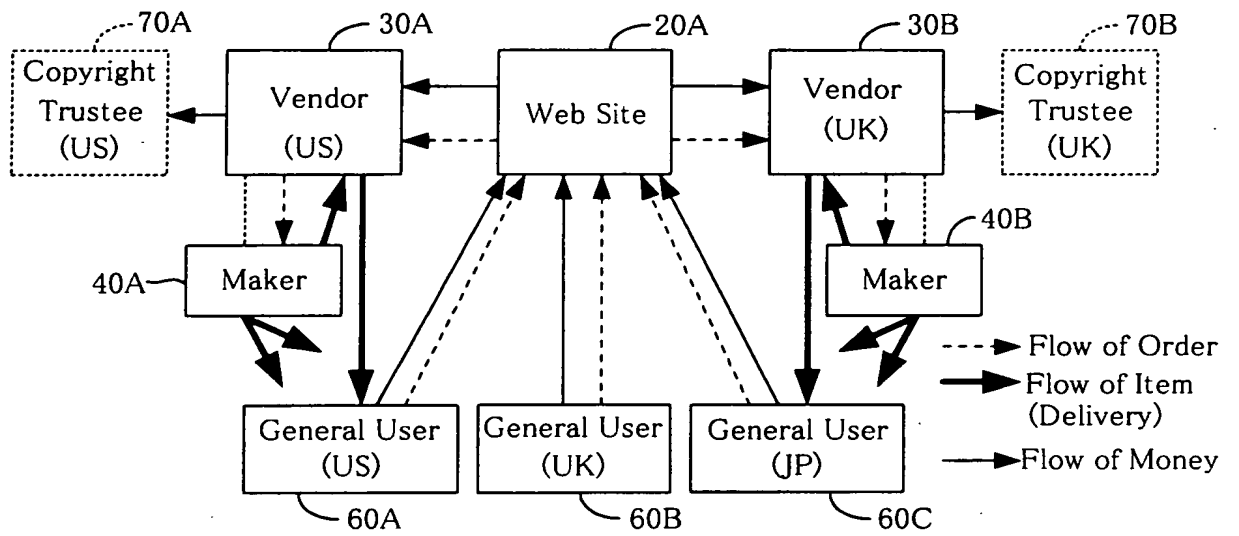 70A
30A
20A
30B
70B
Copyright
Trustee
(US)
Vendor
(US)
Web Site
Vendor
(UK)
Copyright
Trustee
(UK)
40A
Maker
40B
Maker
General User
(US)
General User
(UK)
General User
(JP)
60A
60B
60C
Flow of Order
Flow of Item
(Delivery)
Flow of Money